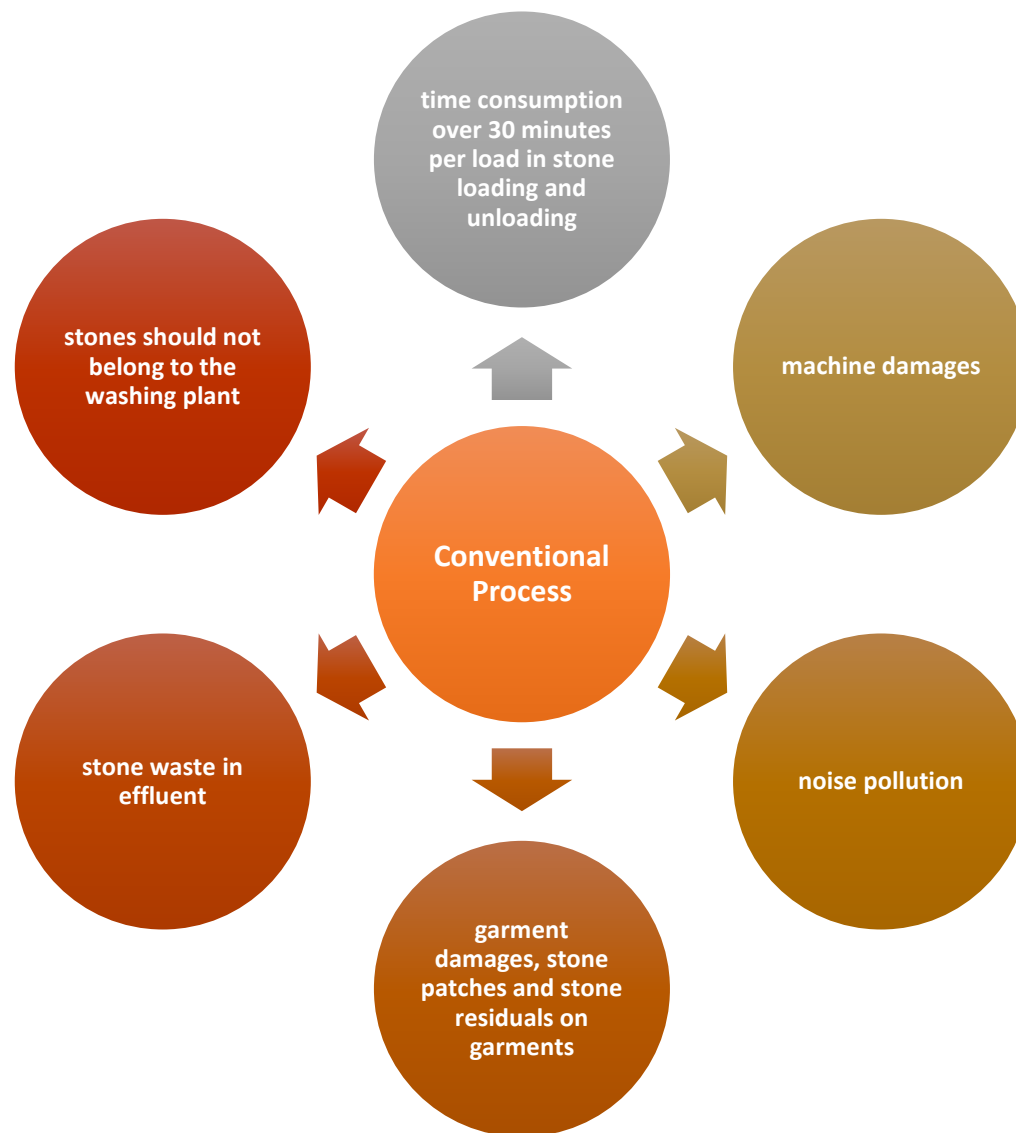 time consumption
over 30 minutes
per load in stone
loading and
unloading
machine damages
noise pollution
garment
damages, stone
patches and stone
residuals on
garments
stone waste in
effluent
stones should not
belong to the
washing plant
Conventional
Process